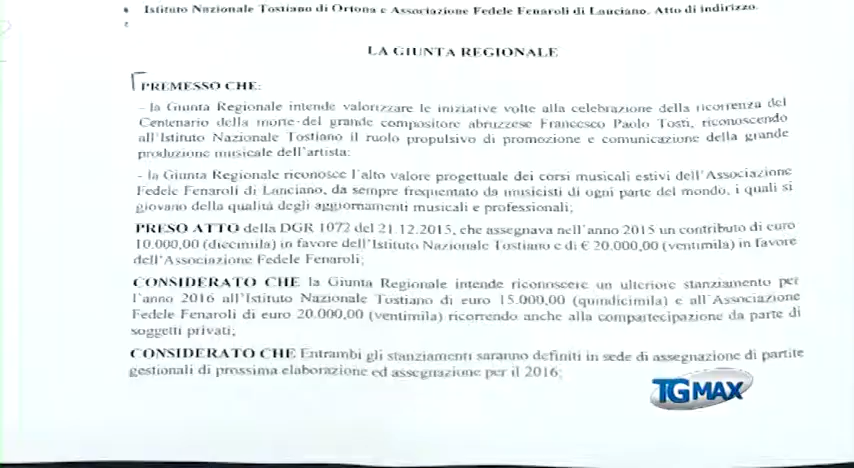 Istituto Nazionale Tostiano di Ortona e Associazione Fedele Fenaroli di Lanciano. Atto di indirizzo.
LA GIUNTA REGIONALE
PREMESSO CHE:
- la Giunta Regionale intende valorizzare le iniziative volte alla celebrazione della ricorrenza del
Centenario della morte del grande compositore abruzzese Francesco Paolo Tosti, riconoscendo
all'Istituto Nazionale Tostiano il ruolo propulsivo di promozione e comunicazione della grande
produzione musicale dell'artista;
- la Giunta Regionale riconosce l'alto valore progettuale dei corsi musicali estivi dell'Associazione
Fedele Fenaroli di Lanciano, da sempre frequentato da musicisti di ogni parte del mondo, i quali si
giovano della qualità degli aggiornamenti musicali e professionali;
PRESO ATTO della DGR 1072 del 21.12.2015, che assegnava nell'anno 2015 un contributo di euro
10.000,00 (diecimila) in favore dell'Istituto Nazionale Tostiano e di € 20.000,00 (ventimila) in favore
dell'Associazione Fedele Fenaroli;
CONSIDERATO CHE la Giunta Regionale intende riconoscere un ulteriore stanziamento per
l'anno 2016 all'Istituto Nazionale Tostiano di euro 15.000,00 (quindicimila) e all'Associazione
Fedele Fenaroli di euro 20.000,00 (ventimila) ricorrendo anche alla compartecipazione da parte di
soggetti privati;
CONSIDERATO CHE Entrambi gli stanziamenti saranno definiti in sede di assegnazione di partite
gestionali di prossima elaborazione ed assegnazione per il 2016;
TGMAX